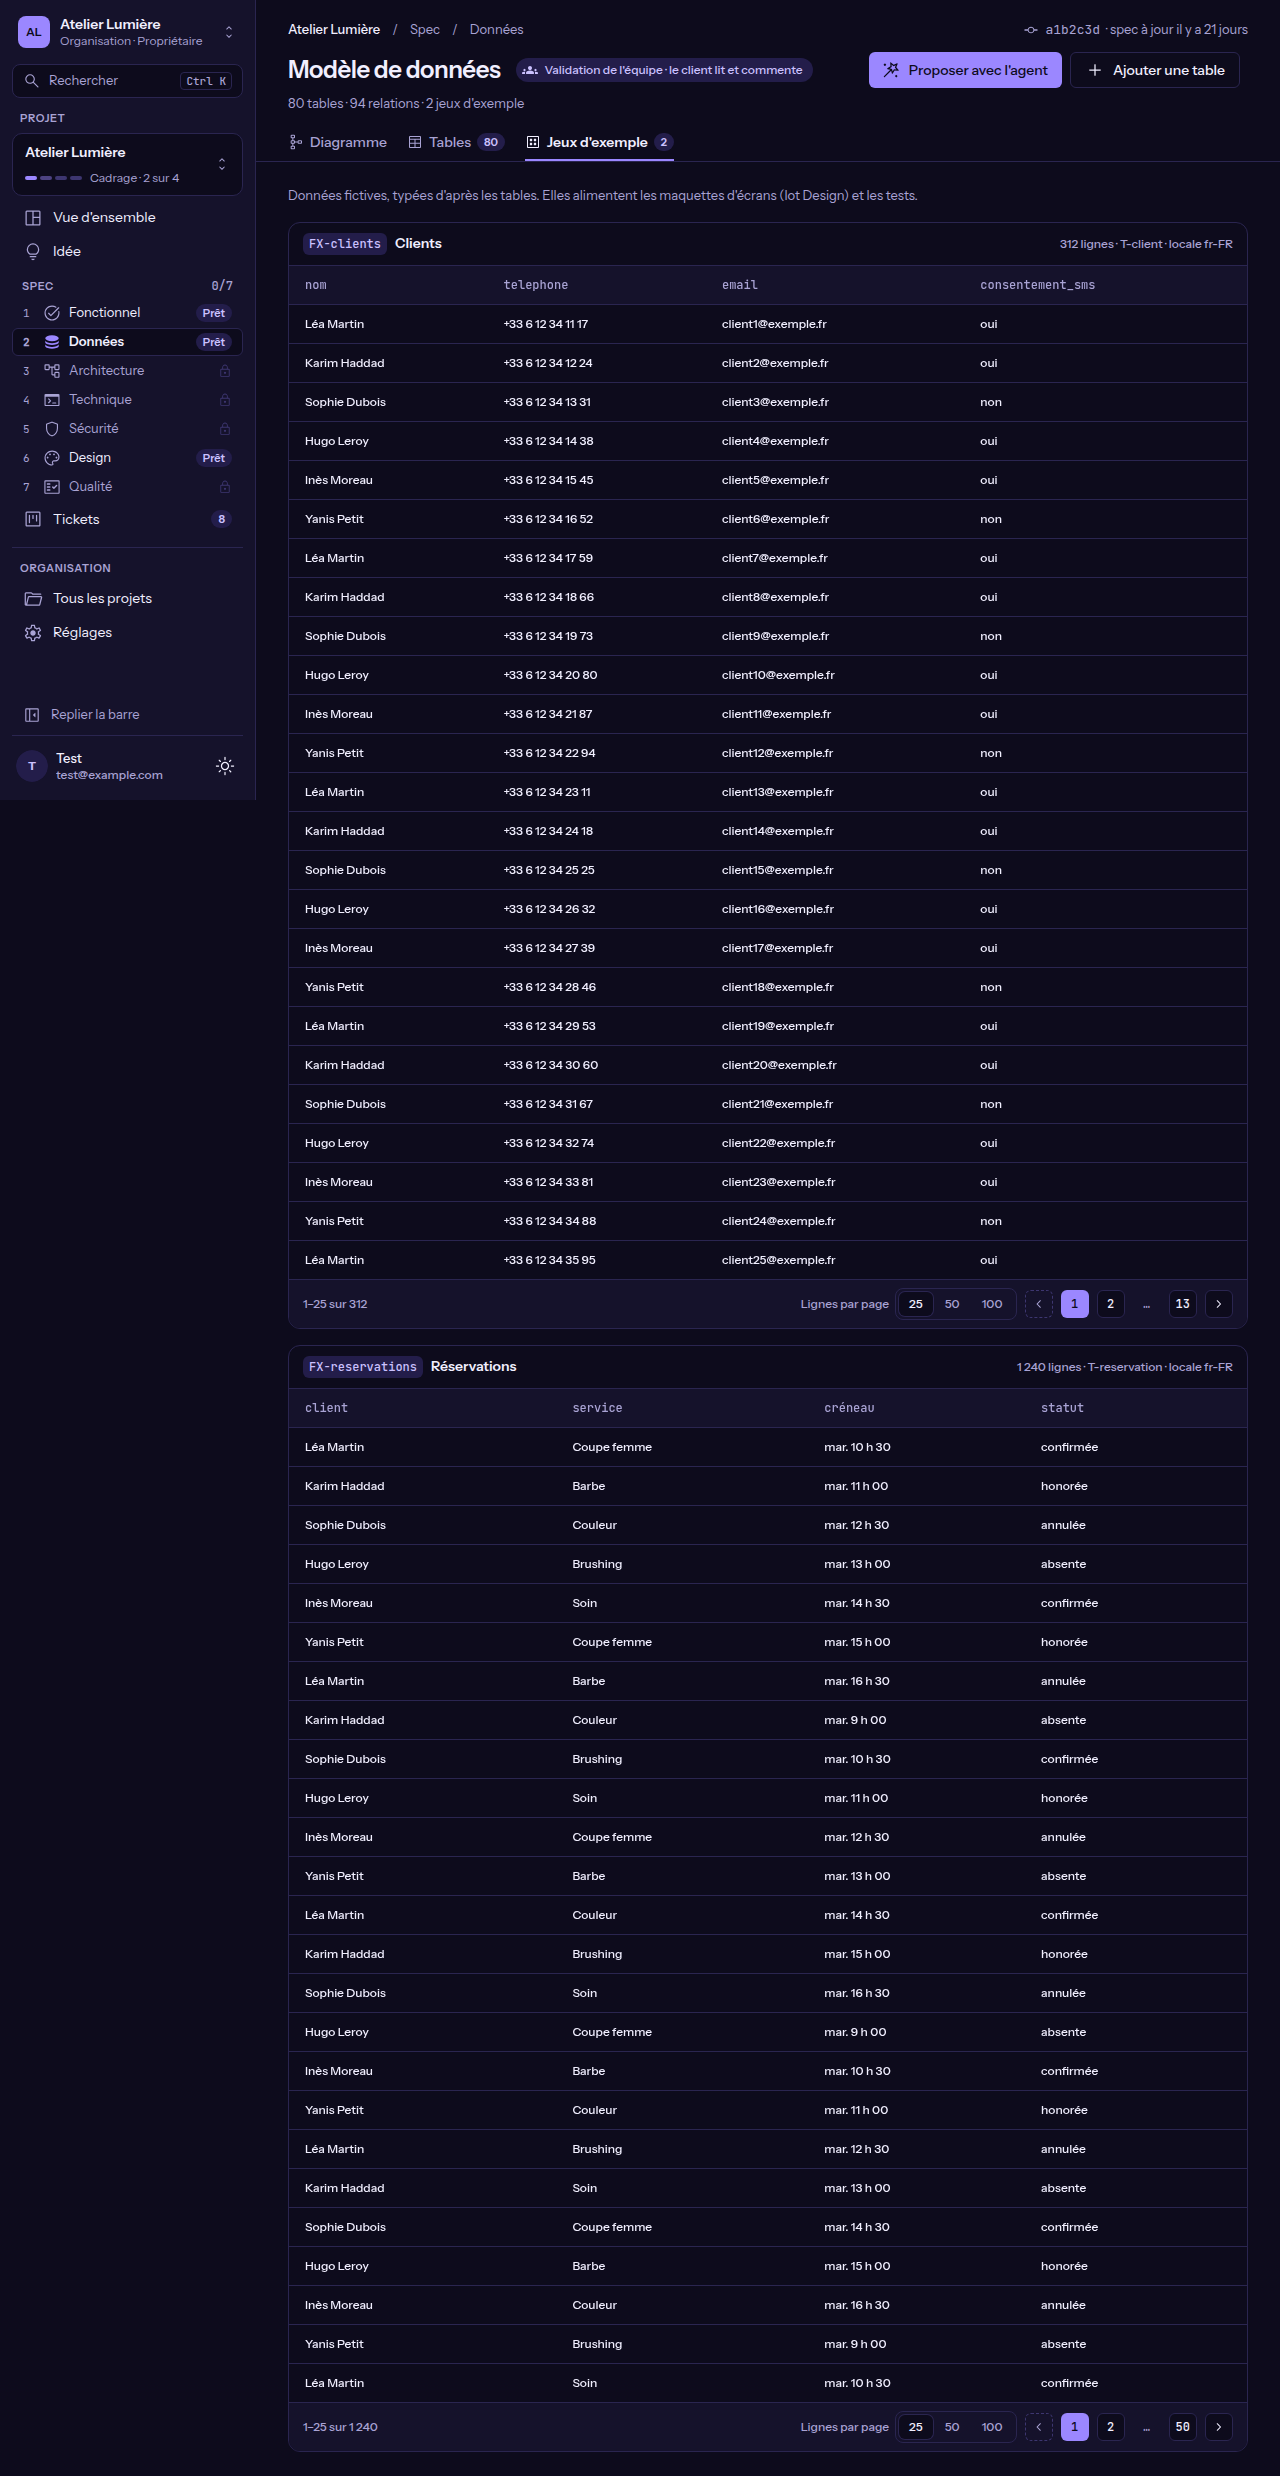 AL Atelier Lumière
Organisation · Propriétaire
Rechercher Ctrl K
PROJET
Atelier Lumière
Cadrage · 2 sur 4
Vue d'ensemble
Idée
SPEC 0/7
1 Fonctionnel Prêt
2 Données Prêt
3 Architecture
4 Technique
5 Sécurité
6 Design Prêt
7 Qualité
Tickets 8
ORGANISATION
Tous les projets
Réglages
Replier la barre
T Test
test@example.com
Atelier Lumière / Spec / Données
a1b2c3d · spec à jour il y a 21 jours
Modèle de données
Validation de l'équipe · le client lit et commente
Proposer avec l'agent
Ajouter une table
80 tables · 94 relations · 2 jeux d'exemple
Diagramme
Tables 80
Jeux d'exemple 2
Données fictives, typées d'après les tables. Elles alimentent les maquettes d'écrans (lot Design) et les tests.
FX-clients Clients 312 lignes · T-client · locale fr-FR
nom telephone email consentement_sms
Léa Martin +33 6 12 34 11 17 client1@exemple.fr oui
Karim Haddad +33 6 12 34 12 24 client2@exemple.fr oui
Sophie Dubois +33 6 12 34 13 31 client3@exemple.fr non
Hugo Leroy +33 6 12 34 14 38 client4@exemple.fr oui
Inès Moreau +33 6 12 34 15 45 client5@exemple.fr oui
Yanis Petit +33 6 12 34 16 52 client6@exemple.fr non
Léa Martin +33 6 12 34 17 59 client7@exemple.fr oui
Karim Haddad +33 6 12 34 18 66 client8@exemple.fr oui
Sophie Dubois +33 6 12 34 19 73 client9@exemple.fr non
Hugo Leroy +33 6 12 34 20 80 client10@exemple.fr oui
Inès Moreau +33 6 12 34 21 87 client11@exemple.fr oui
Yanis Petit +33 6 12 34 22 94 client12@exemple.fr non
Léa Martin +33 6 12 34 23 11 client13@exemple.fr oui
Karim Haddad +33 6 12 34 24 18 client14@exemple.fr oui
Sophie Dubois +33 6 12 34 25 25 client15@exemple.fr non
Hugo Leroy +33 6 12 34 26 32 client16@exemple.fr oui
Inès Moreau +33 6 12 34 27 39 client17@exemple.fr oui
Yanis Petit +33 6 12 34 28 46 client18@exemple.fr non
Léa Martin +33 6 12 34 29 53 client19@exemple.fr oui
Karim Haddad +33 6 12 34 30 60 client20@exemple.fr oui
Sophie Dubois +33 6 12 34 31 67 client21@exemple.fr non
Hugo Leroy +33 6 12 34 32 74 client22@exemple.fr oui
Inès Moreau +33 6 12 34 33 81 client23@exemple.fr oui
Yanis Petit +33 6 12 34 34 88 client24@exemple.fr non
Léa Martin +33 6 12 34 35 95 client25@exemple.fr oui
1–25 sur 312 Lignes par page 25 50 100 1 2 … 13
FX-reservations Réservations 1 240 lignes · T-reservation · locale fr-FR
client service créneau statut
Léa Martin Coupe femme mar. 10 h 30 confirmée
Karim Haddad Barbe mar. 11 h 00 honorée
Sophie Dubois Couleur mar. 12 h 30 annulée
Hugo Leroy Brushing mar. 13 h 00 absente
Inès Moreau Soin mar. 14 h 30 confirmée
Yanis Petit Coupe femme mar. 15 h 00 honorée
Léa Martin Barbe mar. 16 h 30 annulée
Karim Haddad Couleur mar. 9 h 00 absente
Sophie Dubois Brushing mar. 10 h 30 confirmée
Hugo Leroy Soin mar. 11 h 00 honorée
Inès Moreau Coupe femme mar. 12 h 30 annulée
Yanis Petit Barbe mar. 13 h 00 absente
Léa Martin Couleur mar. 14 h 30 confirmée
Karim Haddad Brushing mar. 15 h 00 honorée
Sophie Dubois Soin mar. 16 h 30 annulée
Hugo Leroy Coupe femme mar. 9 h 00 absente
Inès Moreau Barbe mar. 10 h 30 confirmée
Yanis Petit Couleur mar. 11 h 00 honorée
Léa Martin Brushing mar. 12 h 30 annulée
Karim Haddad Soin mar. 13 h 00 absente
Sophie Dubois Coupe femme mar. 14 h 30 confirmée
Hugo Leroy Barbe mar. 15 h 00 honorée
Inès Moreau Couleur mar. 16 h 30 annulée
Yanis Petit Brushing mar. 9 h 00 absente
Léa Martin Soin mar. 10 h 30 confirmée
1–25 sur 1 240 Lignes par page 25 50 100 1 2 … 50